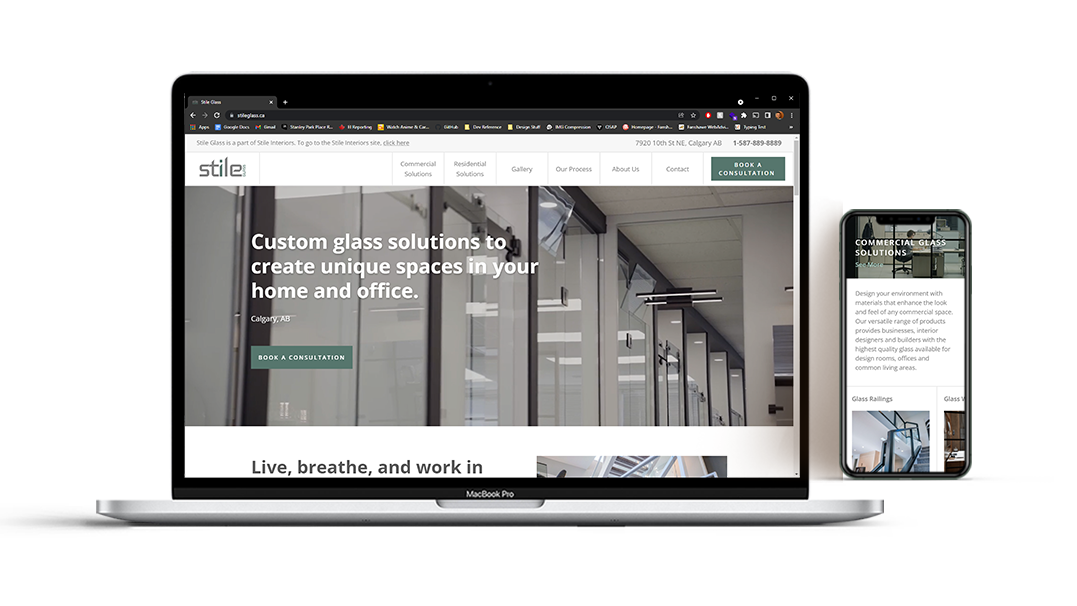 Stile Glass
stileglass.ca
Apps
Google Docs
Gmail
Stanley Park Place R...
EI Reporting
Watch Anime & Car...
GitHub
Dev Reference
Design Stuff
IMG Compression
CISAP
Homepage - Fansh...
Fanshawe WebAdvi...
Typing Test
Stile Glass is a part of Stile Interiors. To go to the Stile Interiors site, click here
7920 10th St NE, Calgary AB
1-587-889-8889
stile
Commercial
Solutions
Residential
Solutions
Gallery
Our Process
About Us
Contact
BOOK A
CONSULTATION
Custom glass solutions to
create unique spaces in your
home and office.
Calgary, AB
BOOK A CONSULTATION
Live, breathe, and work in
MacBook Pro
COMMERCIAL GLASS
SOLUTIONS
See More
Design your environment with
materials that enhance the look
and feel of any commercial space.
Our versatile range of products
provides businesses, interior
designers and builders with the
highest quality glass available for
design rooms, offices and
common living areas.
Glass Railings
Glass W